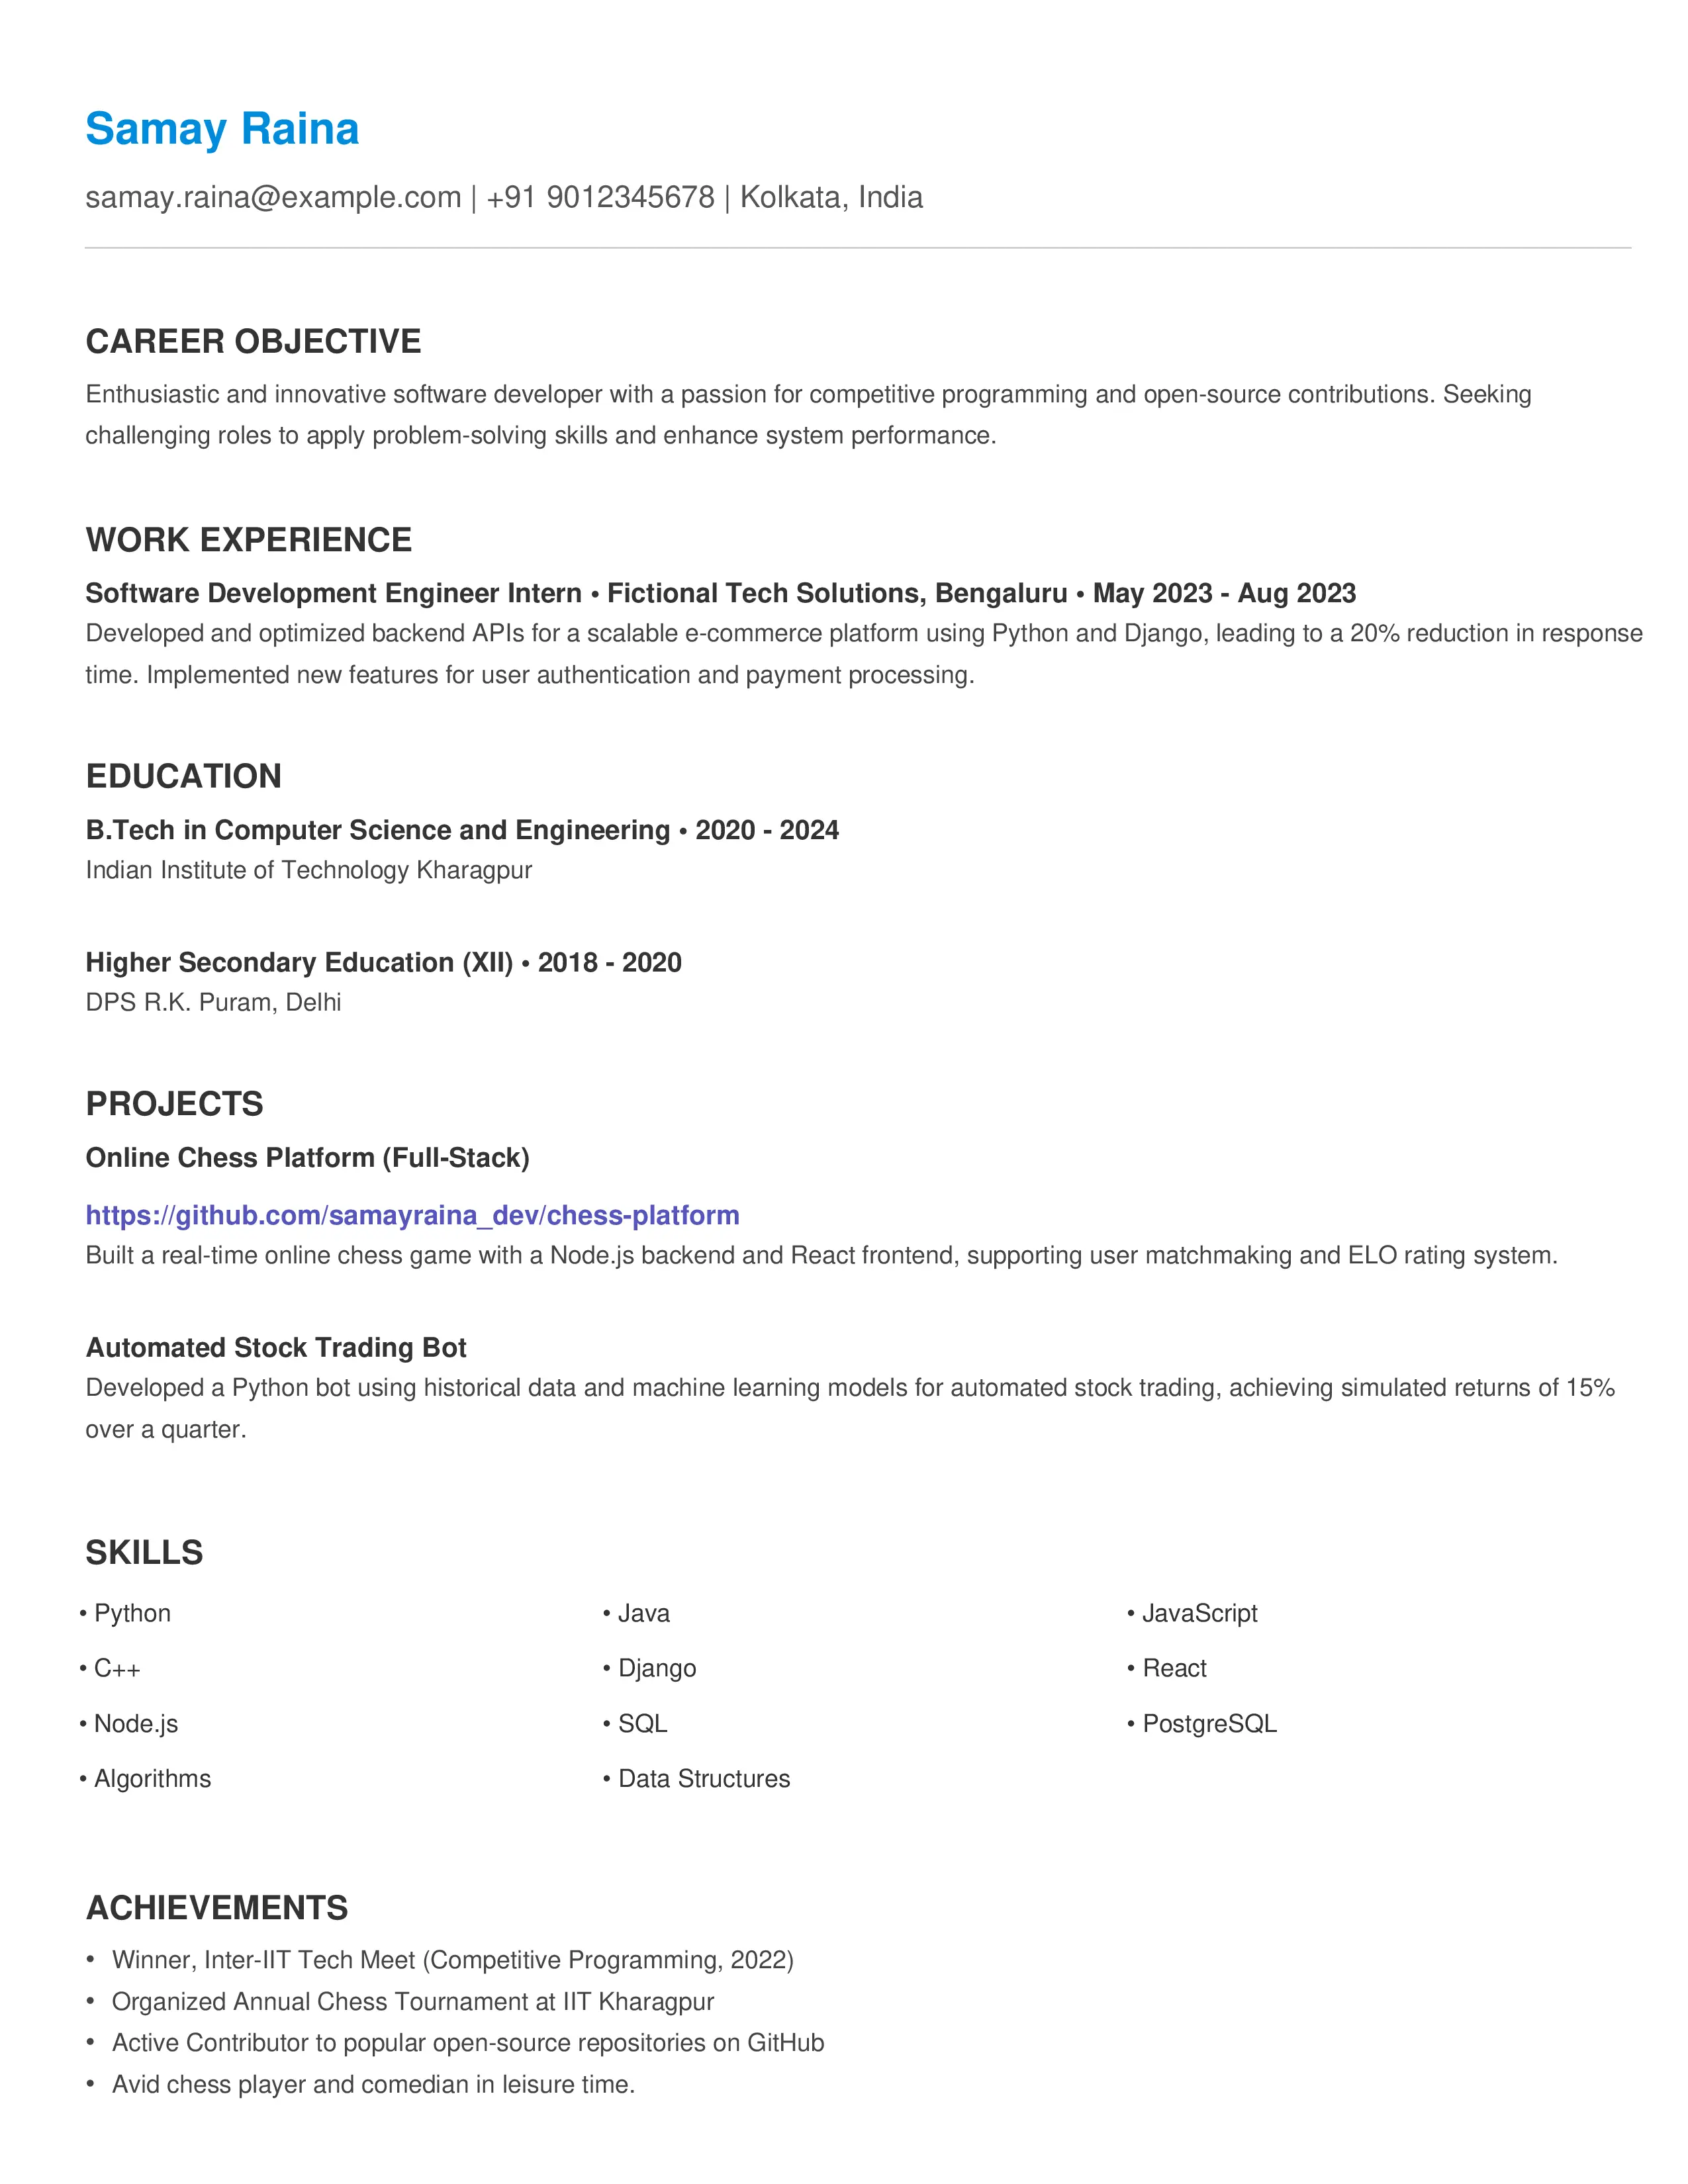 Samay Raina
samay.raina@example.com | +91 9012345678 | Kolkata, India
CAREER OBJECTIVE
Enthusiastic and innovative software developer with a passion for competitive programming and open-source contributions. Seeking
challenging roles to apply problem-solving skills and enhance system performance.
WORK EXPERIENCE
Software Development Engineer Intern • Fictional Tech Solutions, Bengaluru • May 2023 - Aug 2023
Developed and optimized backend APIs for a scalable e-commerce platform using Python and Django, leading to a 20% reduction in response
time. Implemented new features for user authentication and payment processing.
EDUCATION
B.Tech in Computer Science and Engineering • 2020 - 2024
Indian Institute of Technology Kharagpur
Higher Secondary Education (XII) • 2018 - 2020
DPS R.K. Puram, Delhi
PROJECTS
Online Chess Platform (Full-Stack)
https://github.com/samayraina_dev/chess-platform
Built a real-time online chess game with a Node.js backend and React frontend, supporting user matchmaking and ELO rating system.
Automated Stock Trading Bot
Developed a Python bot using historical data and machine learning models for automated stock trading, achieving simulated returns of 15%
over a quarter.
SKILLS
• Python • Java • JavaScript
• C++ • Django • React
• Node.js • SQL • PostgreSQL
• Algorithms • Data Structures
ACHIEVEMENTS
• Winner, Inter-IIT Tech Meet (Competitive Programming, 2022)
• Organized Annual Chess Tournament at IIT Kharagpur
• Active Contributor to popular open-source repositories on GitHub
• Avid chess player and comedian in leisure time.